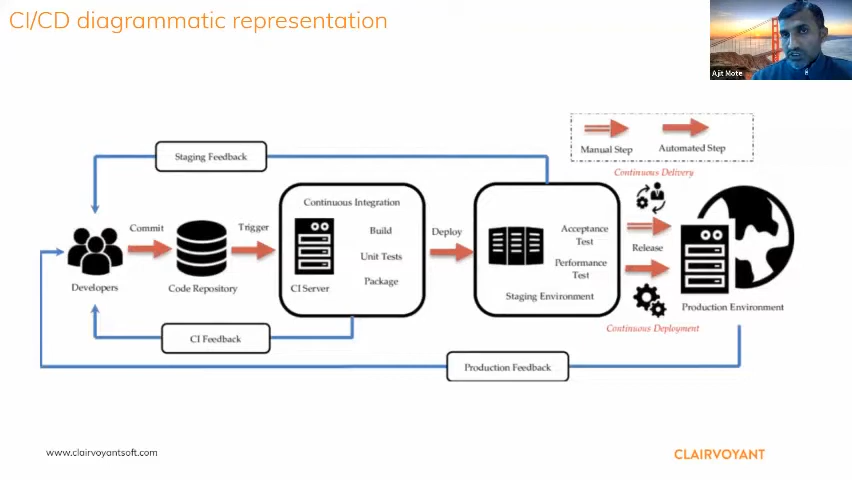 CI/CD diagrammatic representation
Ajit Mote
Staging Feedback
Manual Step
Automated Step
Continuous Delivery
Continuous Integration
Commit
Trigger
Build
Deploy
Acceptance
Test
Unit Tests
Release
Performance
Test
Developers
Code Repository
CI Server
Package
Staging Environment
Production Environment
Continuous Deployment
CI Feedback
Production Feedback
www.clairvoyantsoft.com
CLAIRVOYANT